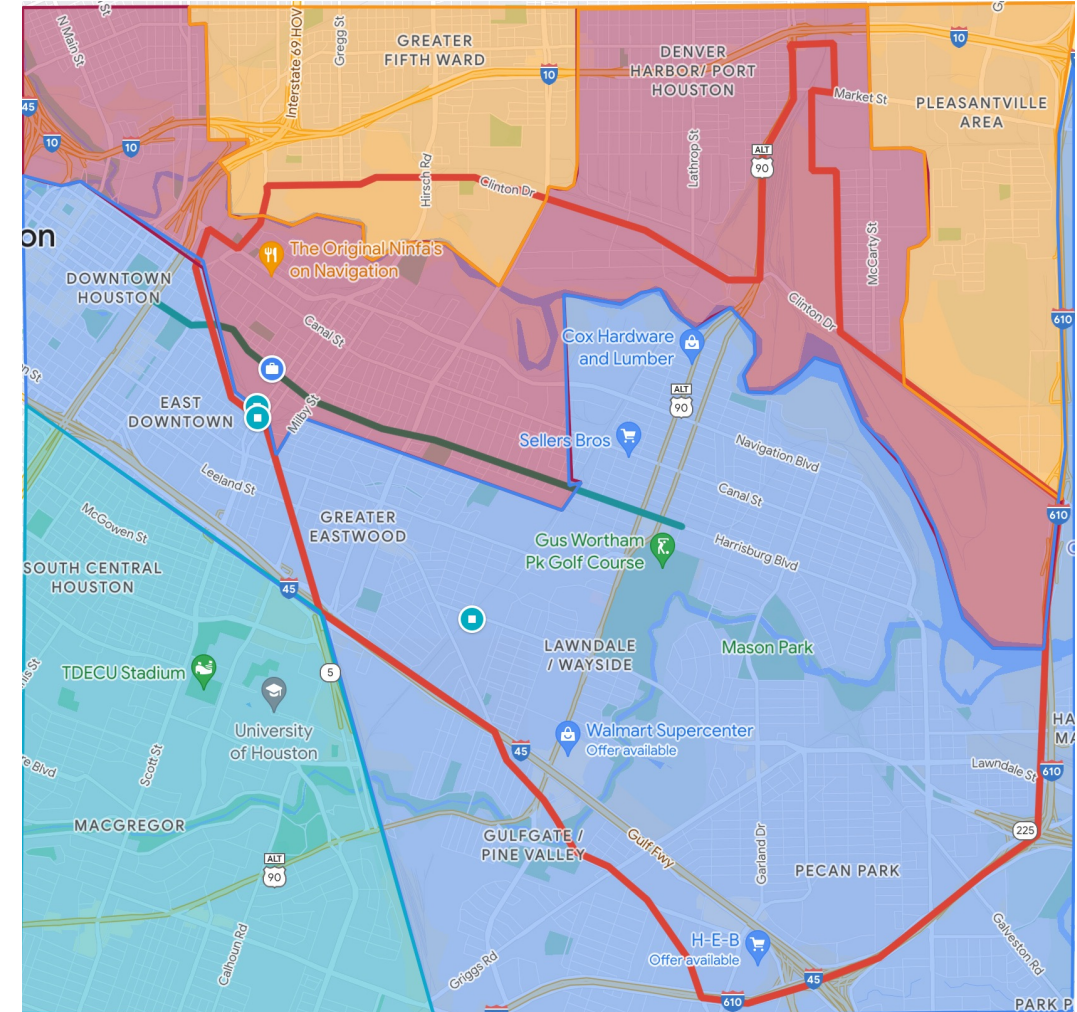 N Main St
St
Gregg St
Interstate 69 HOV
GREATER
FIFTH WARD
DENVER
HARBOR/ PORT
HOUSTON
10
10
45
10
10
Market St
PLEASANTVILLE
AREA
Hirsch Rd
Lathrop St
ALT
90
Clinton Dr
McCarty St
on
The Original Ninfa's
on Navigation
DOWNTOWN
HOUSTON
Canal St
Clinton Dr
610
Cox Hardware
and Lumber
n St
ALT
90
EAST
DOWNTOWN
Milby St
Sellers Bros
Navigation Blvd
Leeland St
Canal St
McGowen St
GREATER
EASTWOOD
610
Gus Wortham
Pk Golf Course
Harrisburg Blvd
SOUTH CENTRAL
HOUSTON
45
LAWNDALE
/ WAYSIDE
Mason Park
TDECU Stadium
5
University
of Houston
Walmart Supercenter
Offer available
HA
MA
45
Scott St
e Blvd
Lawndale St
610
MACGREGOR
225
GULFGATE /
PINE VALLEY
Gulf Fwy
Garland Dr
ALT
90
PECAN PARK
Calhoun Rd
H-E-B
Offer available
Galveston Rd
Griggs Rd
45
610
PARK P